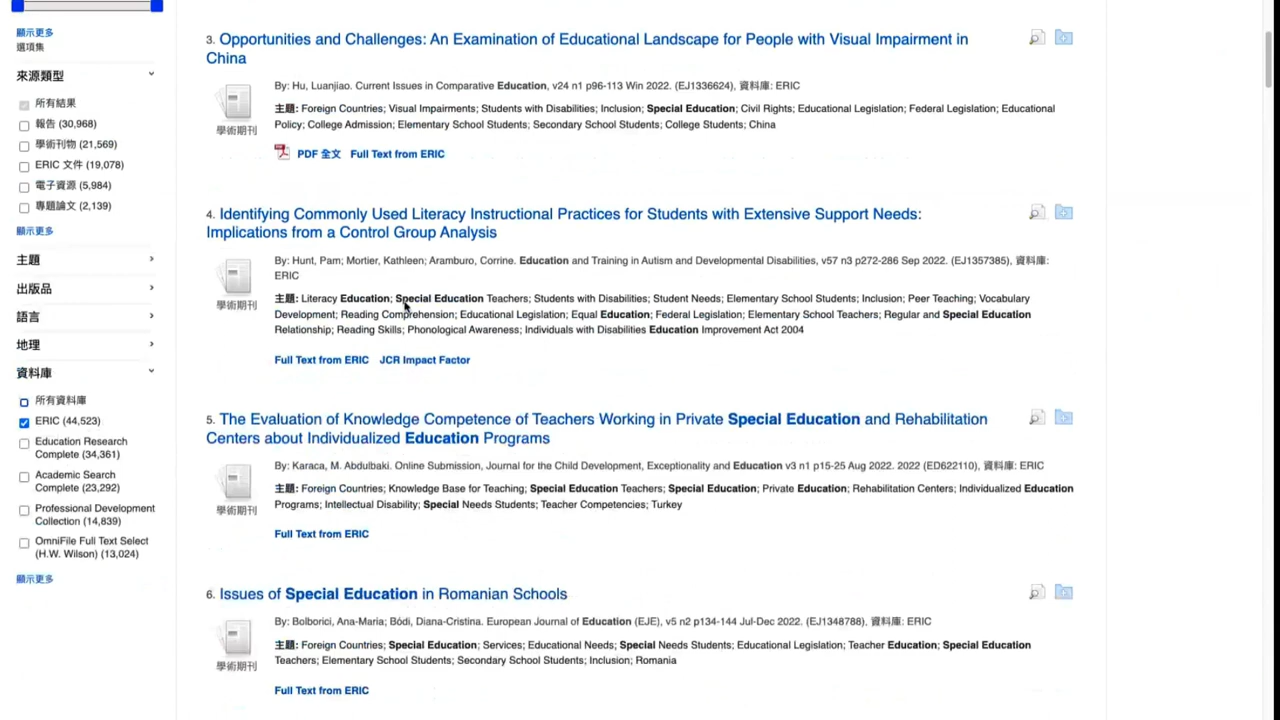 顯示更多
選項集
來源類型
所有結果
報告 (30,968)
學術刊物 (21,569)
ERIC 文件 (19,078)
電子資源 (5,984)
專題論文 (2,139)
顯示更多
主題
出版品
語言
地理
資料庫
所有資料庫
ERIC (44,523)
Education Research
Complete (34,361)
Academic Search
Complete (23,292)
Professional Development
Collection (14,839)
OmniFile Full Text Select
(H.W. Wilson) (13,024)
顯示更多
3. Opportunities and Challenges: An Examination of Educational Landscape for People with Visual Impairment in
China
By: Hu, Luanjiao. Current Issues in Comparative Education, v24 n1 p96-113 Win 2022. (EJ1336624), 資料庫: ERIC
學術期刊
主題: Foreign Countries; Visual Impairments; Students with Disabilities; Inclusion; Special Education; Civil Rights; Educational Legislation; Federal Legislation; Educational
Policy; College Admission; Elementary School Students; Secondary School Students; College Students; China
PDF 全文 Full Text from ERIC
4. Identifying Commonly Used Literacy Instructional Practices for Students with Extensive Support Needs:
Implications from a Control Group Analysis
By: Hunt, Pam; Mortier, Kathleen; Aramburo, Corrine. Education and Training in Autism and Developmental Disabilities, v57 n3 p272-286 Sep 2022. (EJ1357385), 資料庫:
ERIC
學術期刊
主題: Literacy Education; Special Education Teachers; Students with Disabilities; Student Needs; Elementary School Students; Inclusion; Peer Teaching; Vocabulary
Development; Reading Comprehension; Educational Legislation; Equal Education; Federal Legislation; Elementary School Teachers; Regular and Special Education
Relationship; Reading Skills; Phonological Awareness; Individuals with Disabilities Education Improvement Act 2004
Full Text from ERIC JCR Impact Factor
5. The Evaluation of Knowledge Competence of Teachers Working in Private Special Education and Rehabilitation
Centers about Individualized Education Programs
By: Karaca, M. Abdulbaki. Online Submission, Journal for the Child Development, Exceptionality and Education v3 n1 p15-25 Aug 2022. 2022 (ED622110), 資料庫: ERIC
學術期刊
主題: Foreign Countries; Knowledge Base for Teaching; Special Education Teachers; Special Education; Private Education; Rehabilitation Centers; Individualized Education
Programs; Intellectual Disability; Special Needs Students; Teacher Competencies; Turkey
Full Text from ERIC
6. Issues of Special Education in Romanian Schools
By: Bolborici, Ana-Maria; Bódi, Diana-Cristina. European Journal of Education (EJE), v5 n2 p134-144 Jul-Dec 2022. (EJ1348788), 資料庫: ERIC
學術期刊
主題: Foreign Countries; Special Education; Services; Educational Needs; Special Needs Students; Educational Legislation; Teacher Education; Special Education
Teachers; Elementary School Students; Secondary School Students; Inclusion; Romania
Full Text from ERIC